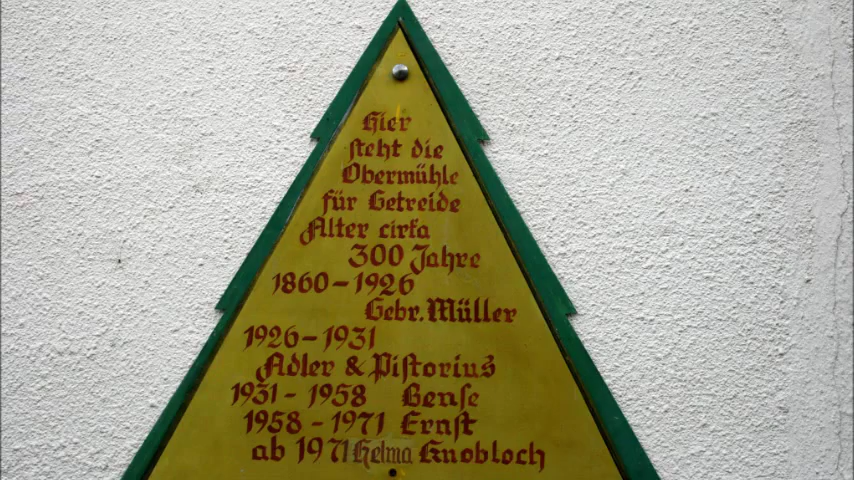 Hier
steht die
Obermühle
für Getreide
Alter cirka
300 Jahre
1860-1926
Gebr. Müller
1926-1931
Adler & Pistorius
1931 - 1958 Bense
1958 - 1971 Ernst
ab 1971 Helma Knobloch